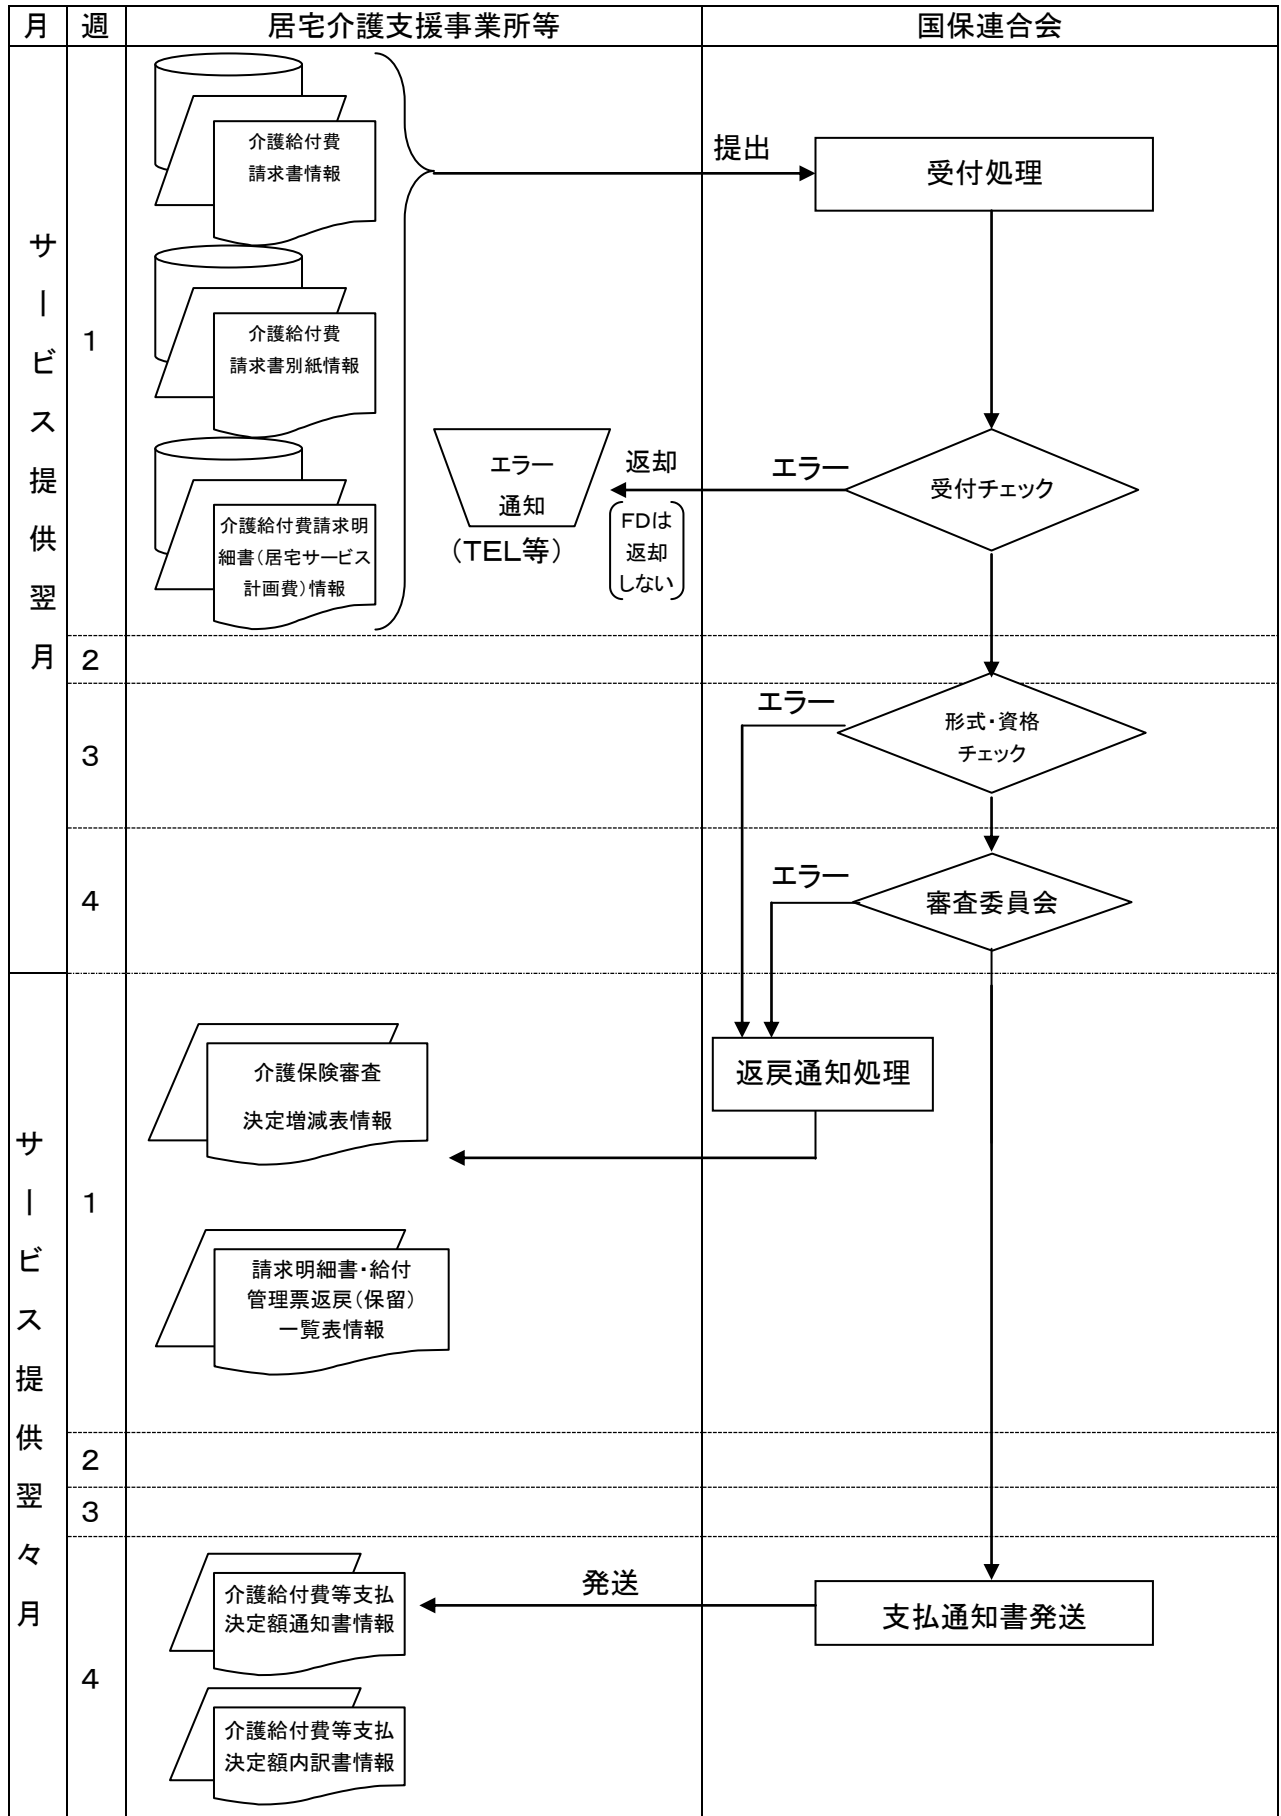 月
週
居宅介護支援事業所等
国保連合会
サービス提供翌月
1
介護給付費
請求書情報
提出
受付処理
介護給付費
請求書別紙情報
介護給付費請求明
細書(居宅サービス
計画費)情報
エラー
通知
(TEL等)
返却
FDは
返却
しない
エラー
受付チェック
2
3
エラー
形式・資格
チェック
4
エラー
審査委員会
サービス提供翌々月
1
介護保険審査
決定増減表情報
返戻通知処理
請求明細書・給付
管理票返戻(保留)
一覧表情報
2
3
4
介護給付費等支払
決定額通知書情報
発送
支払通知書発送
介護給付費等支払
決定額内訳書情報